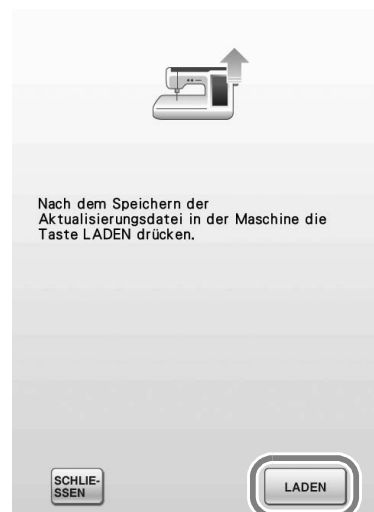 Nach dem Speichern der
Aktualisierungsdatei in der Maschine die
Taste LADEN drücken.
SCHLIE-
SSEN
LADEN